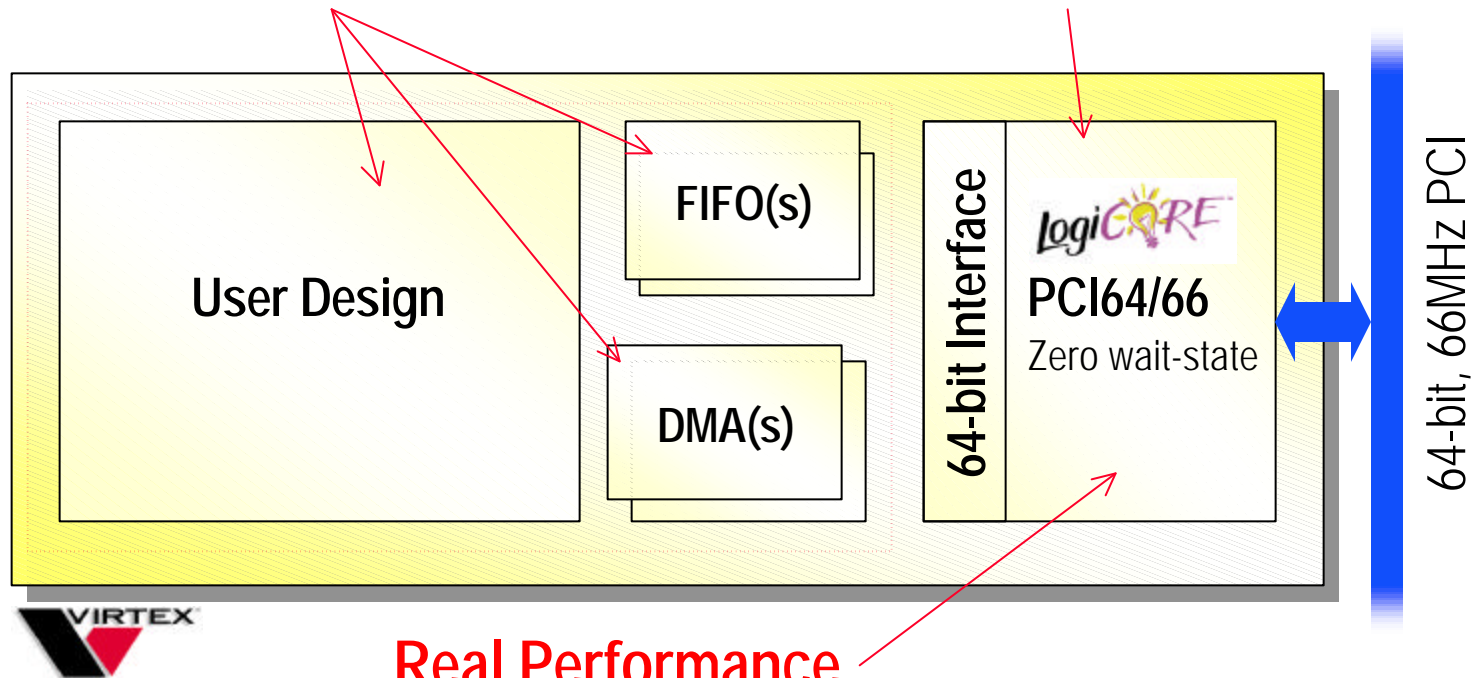 User Design
FIFO(s)
DMA(s)
64-bit Interface
LogiCORE
PCI64/66
Zero wait-state
64-bit, 66MHz PCI
VIRTEX
Real Performance